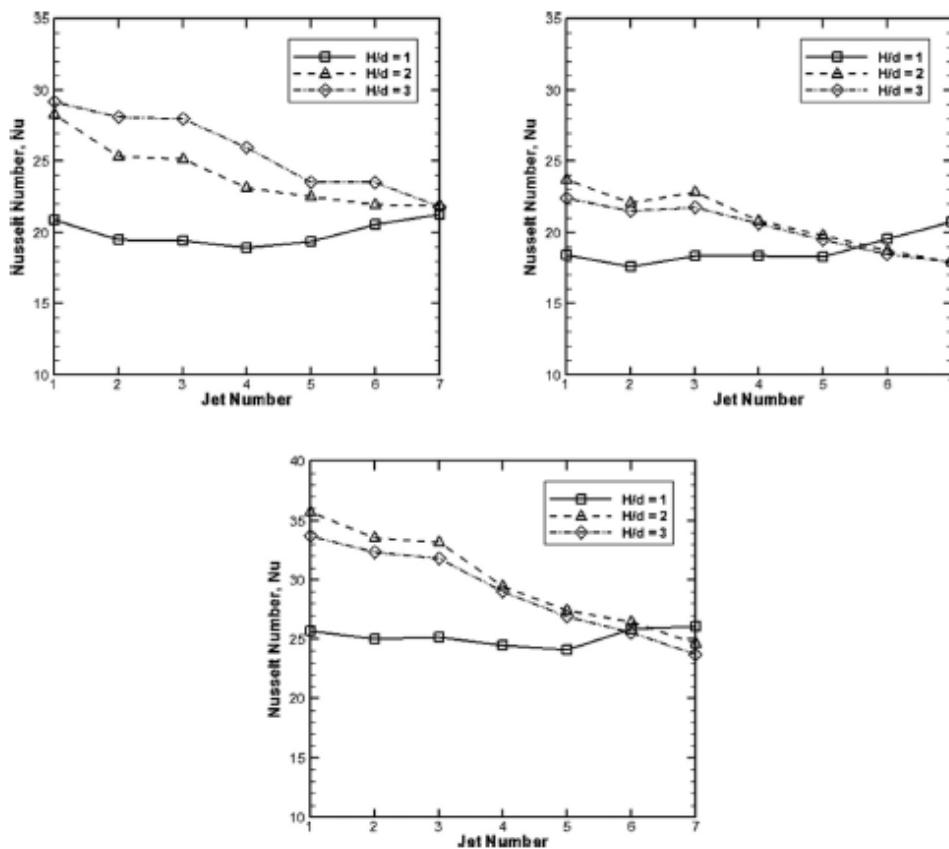 35
30
25
20
15
10
Nusselt Number, Nu
H/d = 1
H/d = 2
H/d = 3
1 2 3 4 5 6 7
Jet Number
35
30
25
20
15
10
Nusselt Number, Nu
H/d = 1
H/d = 2
H/d = 3
1 2 3 4 5 6
Jet Number
40
35
30
25
20
15
10
Nusselt Number, Nu
H/d = 1
H/d = 2
H/d = 3
1 2 3 4 5 6 7
Jet Number